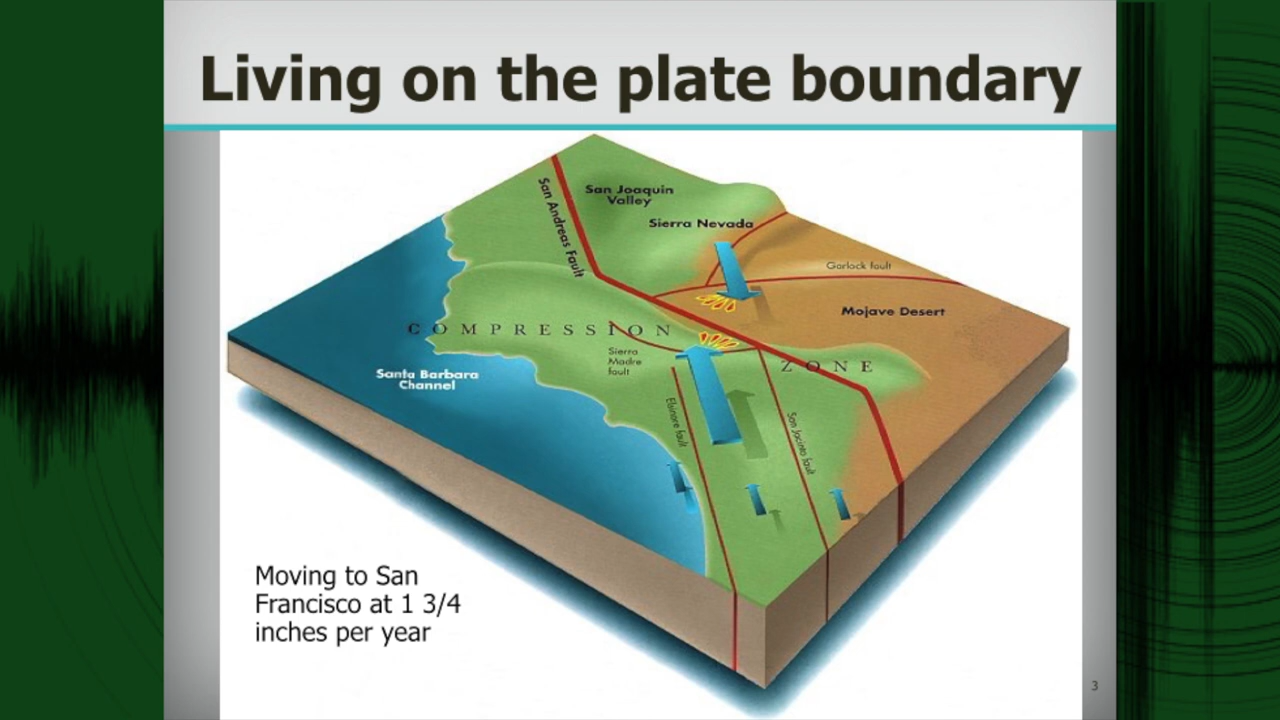 Living on the plate boundary
San Andreas Fault
San Joaquin
Valley
Sierra Nevada
Garlock fault
Mojave Desert
COMPRESSION
ZONE
Sierra
Madre
fault
Santa Barbara
Channel
Elsinore fault
San Jacinto fault
Moving to San
Francisco at 1 3/4
inches per year
3